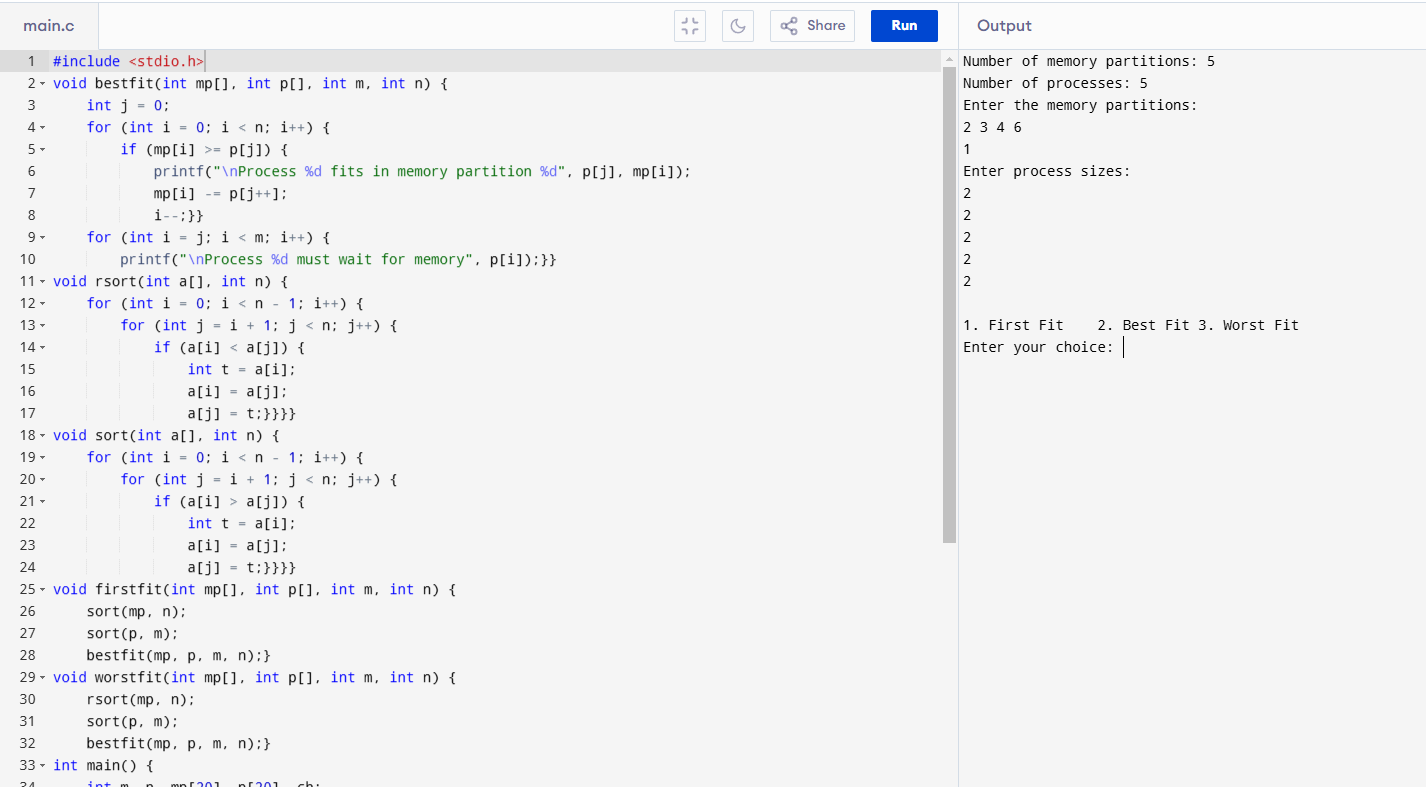 main.c
Share
Run
Output
1 #include <stdio.h>
2 void bestfit(int mp[], int p[], int m, int n) {
3     int j = 0;
4     for (int i = 0; i < n; i++) {
5         if (mp[i] >= p[j]) {
6             printf("\nProcess %d fits in memory partition %d", p[j], mp[i]);
7             mp[i] -= p[j++];
8             i--;}}
9     for (int i = j; i < m; i++) {
10         printf("\nProcess %d must wait for memory", p[i]);}}
11 void rsort(int a[], int n) {
12     for (int i = 0; i < n - 1; i++) {
13         for (int j = i + 1; j < n; j++) {
14             if (a[i] < a[j]) {
15                 int t = a[i];
16                 a[i] = a[j];
17                 a[j] = t;}}}}
18 void sort(int a[], int n) {
19     for (int i = 0; i < n - 1; i++) {
20         for (int j = i + 1; j < n; j++) {
21             if (a[i] > a[j]) {
22                 int t = a[i];
23                 a[i] = a[j];
24                 a[j] = t;}}}}
25 void firstfit(int mp[], int p[], int m, int n) {
26     sort(mp, n);
27     sort(p, m);
28     bestfit(mp, p, m, n);}
29 void worstfit(int mp[], int p[], int m, int n) {
30     rsort(mp, n);
31     sort(p, m);
32     bestfit(mp, p, m, n);}
33 int main() {
34     int m, n, mp[20], p[20], ch;
Number of memory partitions: 5
Number of processes: 5
Enter the memory partitions:
2 3 4 6
1
Enter process sizes:
2
2
2
2
2
1. First Fit    2. Best Fit 3. Worst Fit
Enter your choice: